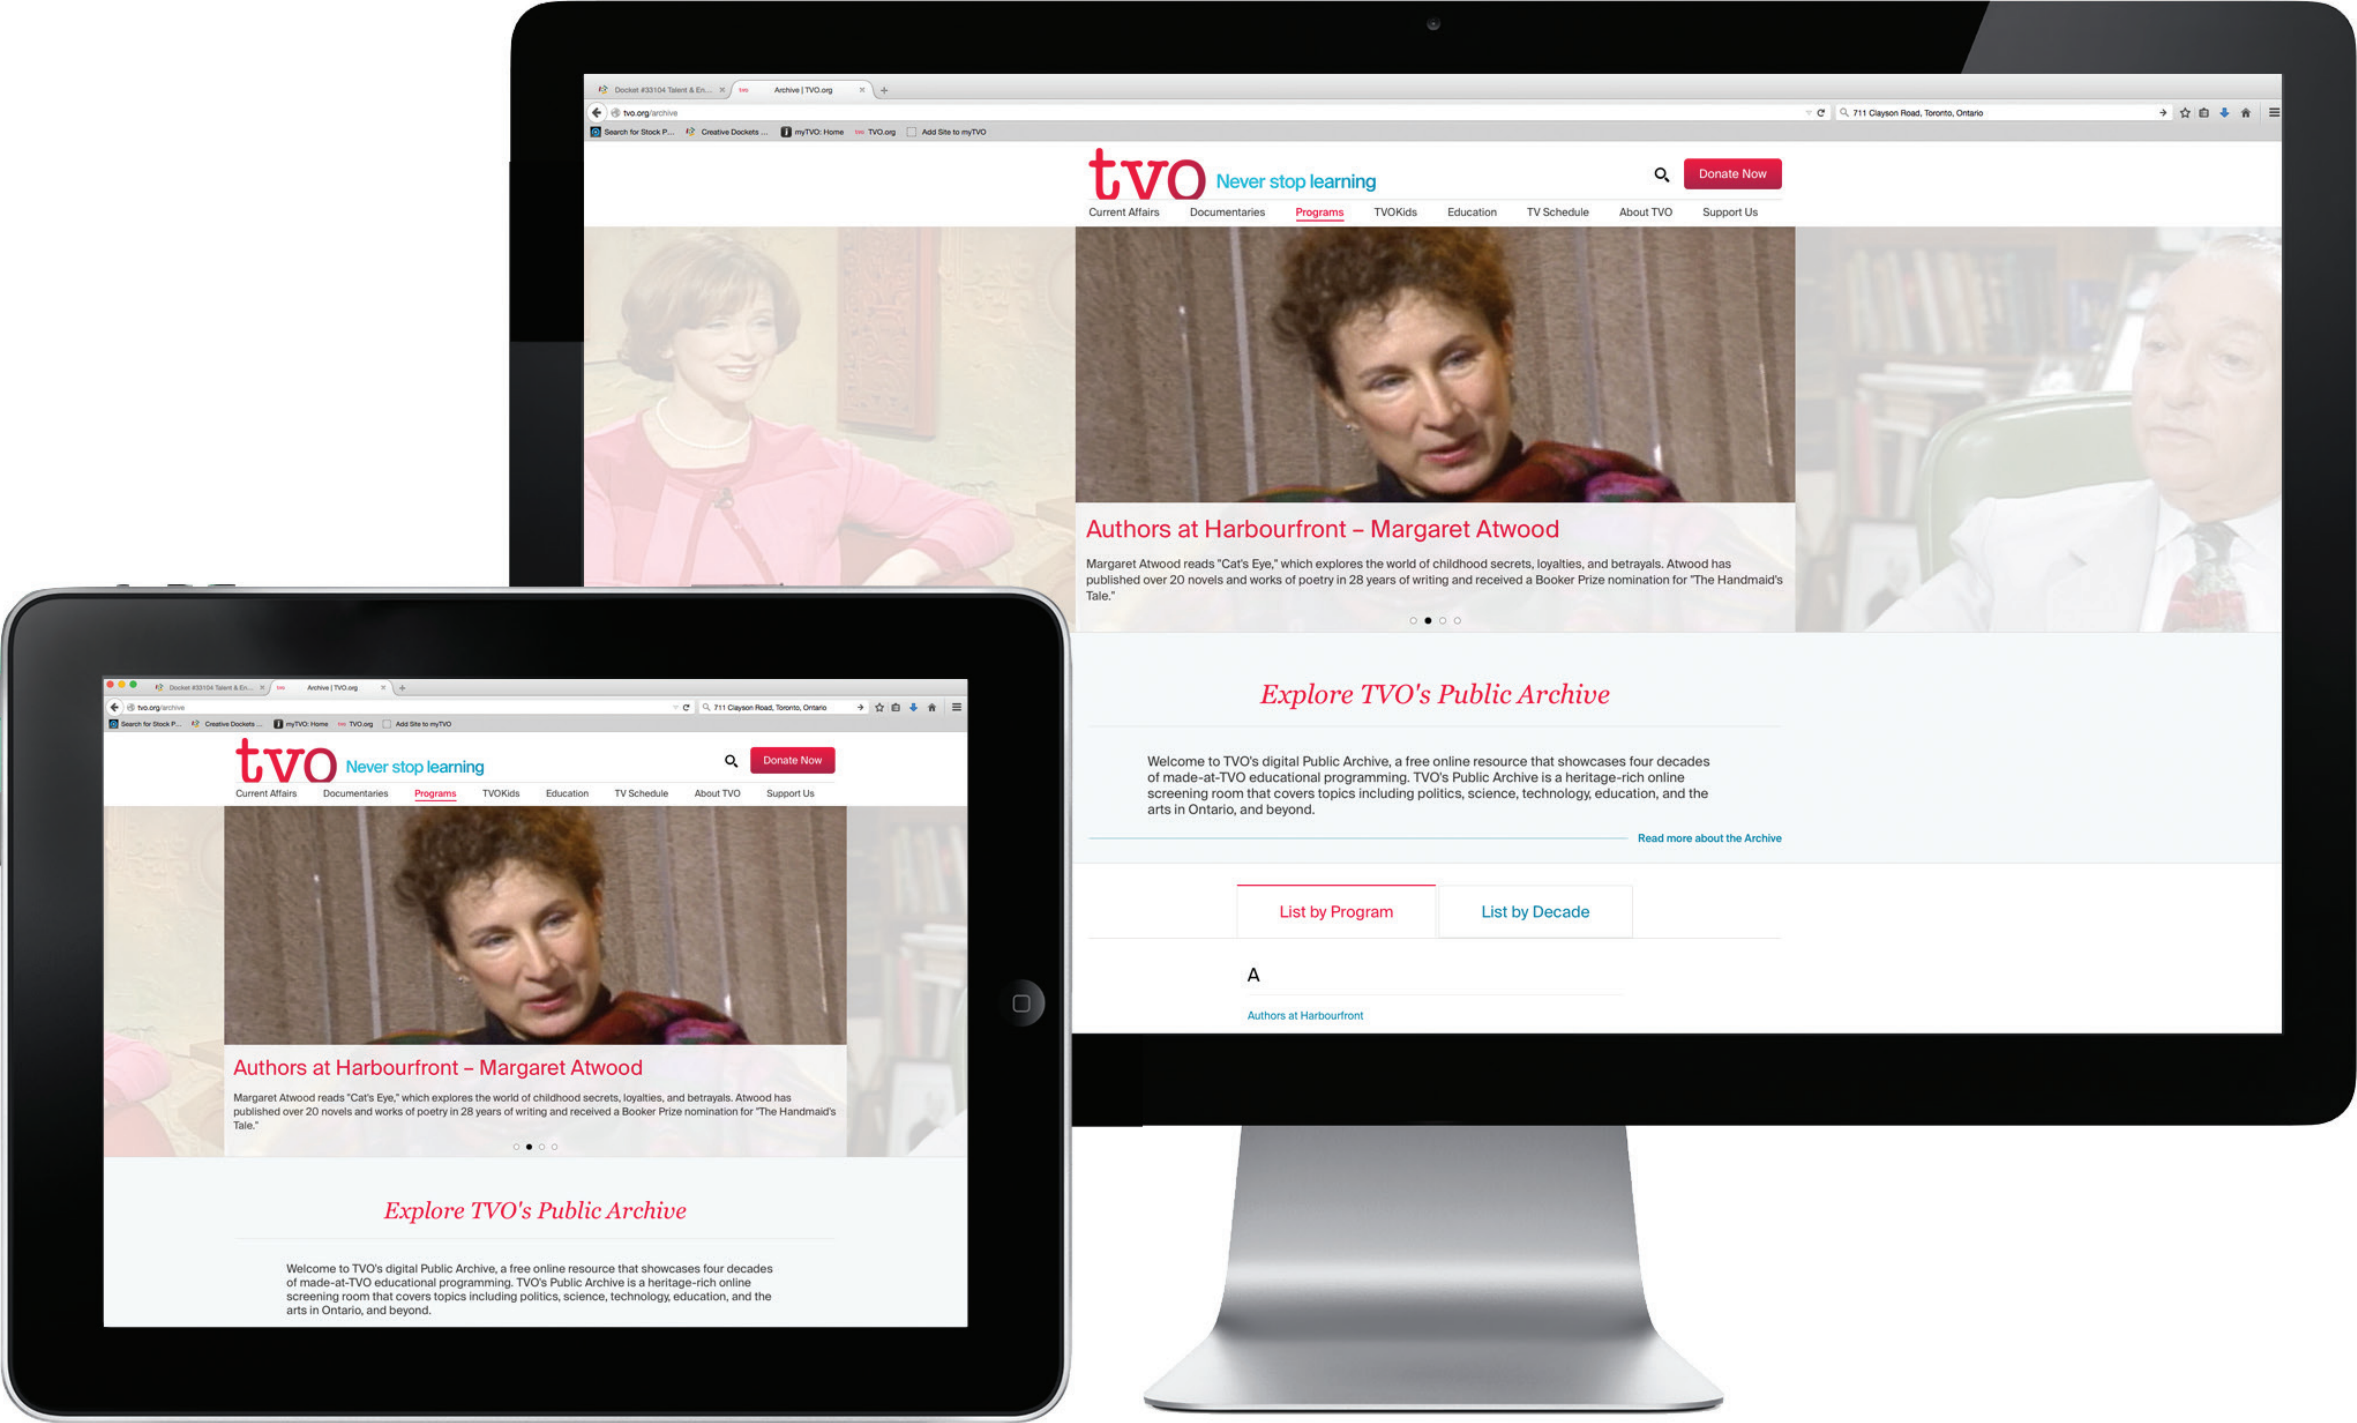 Docket #33104 Talent & En...
tvo Archive | TVO.org
tvo.org/archive
711 Clayson Road, Toronto, Ontario
Search for Stock P... Creative Dockets ... myTVO: Home tvo TVO.org Add Site to myTVO
tvo Never stop learning
Donate Now
Current Affairs Documentaries Programs TVOKids Education TV Schedule About TVO Support Us
Authors at Harbourfront – Margaret Atwood
Margaret Atwood reads "Cat's Eye," which explores the world of childhood secrets, loyalties, and betrayals. Atwood has
published over 20 novels and works of poetry in 28 years of writing and received a Booker Prize nomination for "The Handmaid's
Tale."
Explore TVO's Public Archive
Welcome to TVO's digital Public Archive, a free online resource that showcases four decades
of made-at-TVO educational programming. TVO's Public Archive is a heritage-rich online
screening room that covers topics including politics, science, technology, education, and the
arts in Ontario, and beyond.
Read more about the Archive
List by Program List by Decade
A
Authors at Harbourfront
Docket #33104 Talent & En...
tvo Archive | TVO.org
tvo.org/archive
711 Clayson Road, Toronto, Ontario
Search for Stock P... Creative Dockets ... myTVO: Home tvo TVO.org Add Site to myTVO
tvo Never stop learning
Donate Now
Current Affairs Documentaries Programs TVOKids Education TV Schedule About TVO Support Us
Authors at Harbourfront – Margaret Atwood
Margaret Atwood reads "Cat's Eye," which explores the world of childhood secrets, loyalties, and betrayals. Atwood has
published over 20 novels and works of poetry in 28 years of writing and received a Booker Prize nomination for "The Handmaid's
Tale."
Explore TVO's Public Archive
Welcome to TVO's digital Public Archive, a free online resource that showcases four decades
of made-at-TVO educational programming. TVO's Public Archive is a heritage-rich online
screening room that covers topics including politics, science, technology, education, and the
arts in Ontario, and beyond.